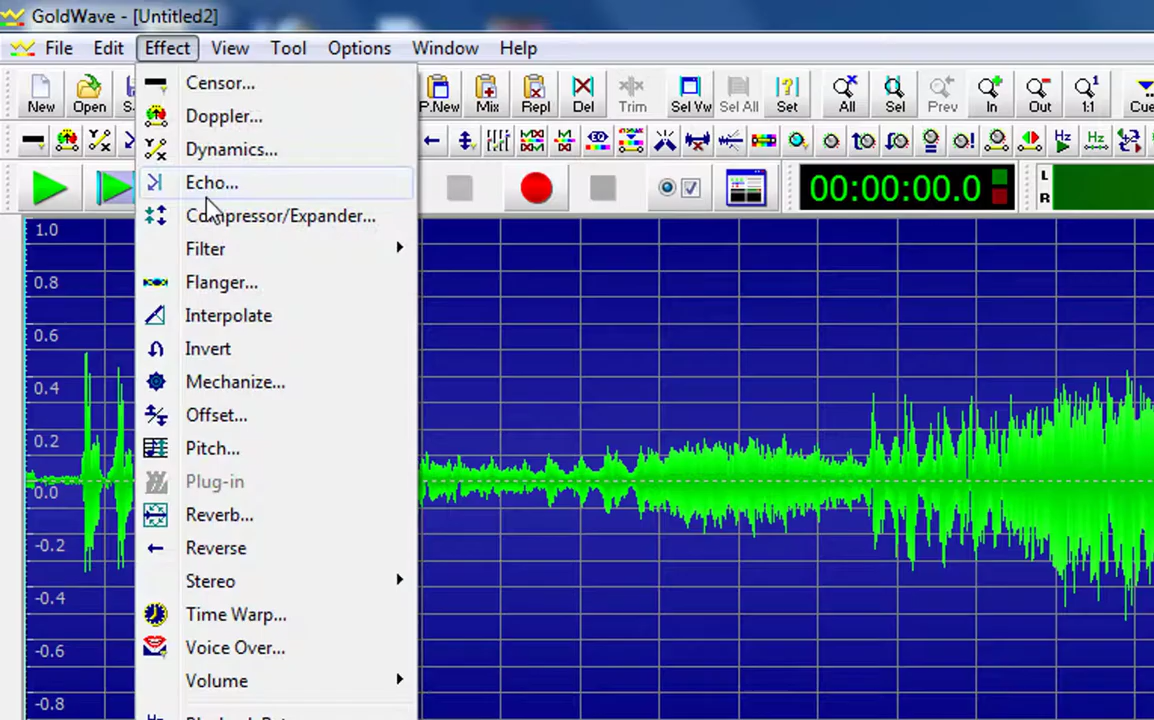 GoldWave - [Untitled2]
File Edit Effect View Tool Options Window Help
New Open P.New Mix Repl Del Trim Sel Vw Sel All Set All Sel Prev In Out 1:1 Cue
Censor...
Doppler...
Dynamics...
Echo...
Compressor/Expander...
Filter
Flanger...
Interpolate
Invert
Mechanize...
Offset...
Pitch...
Plug-in
Reverb...
Reverse
Stereo
Time Warp...
Voice Over...
Volume
00:00:00.0
L
R
1.0
0.8
0.6
0.4
0.2
0.0
-0.2
-0.4
-0.6
-0.8